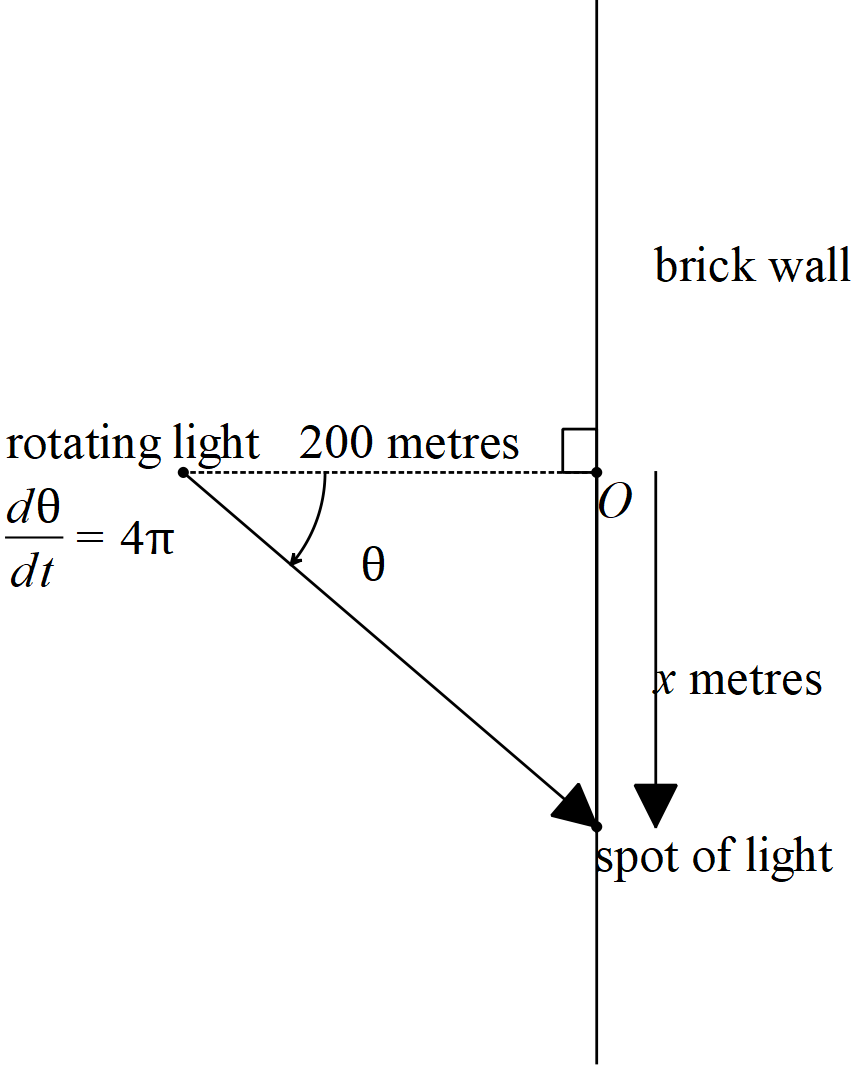 brick wall
rotating light 200 metres
O
dθ/dt = 4π
θ
x metres
spot of light